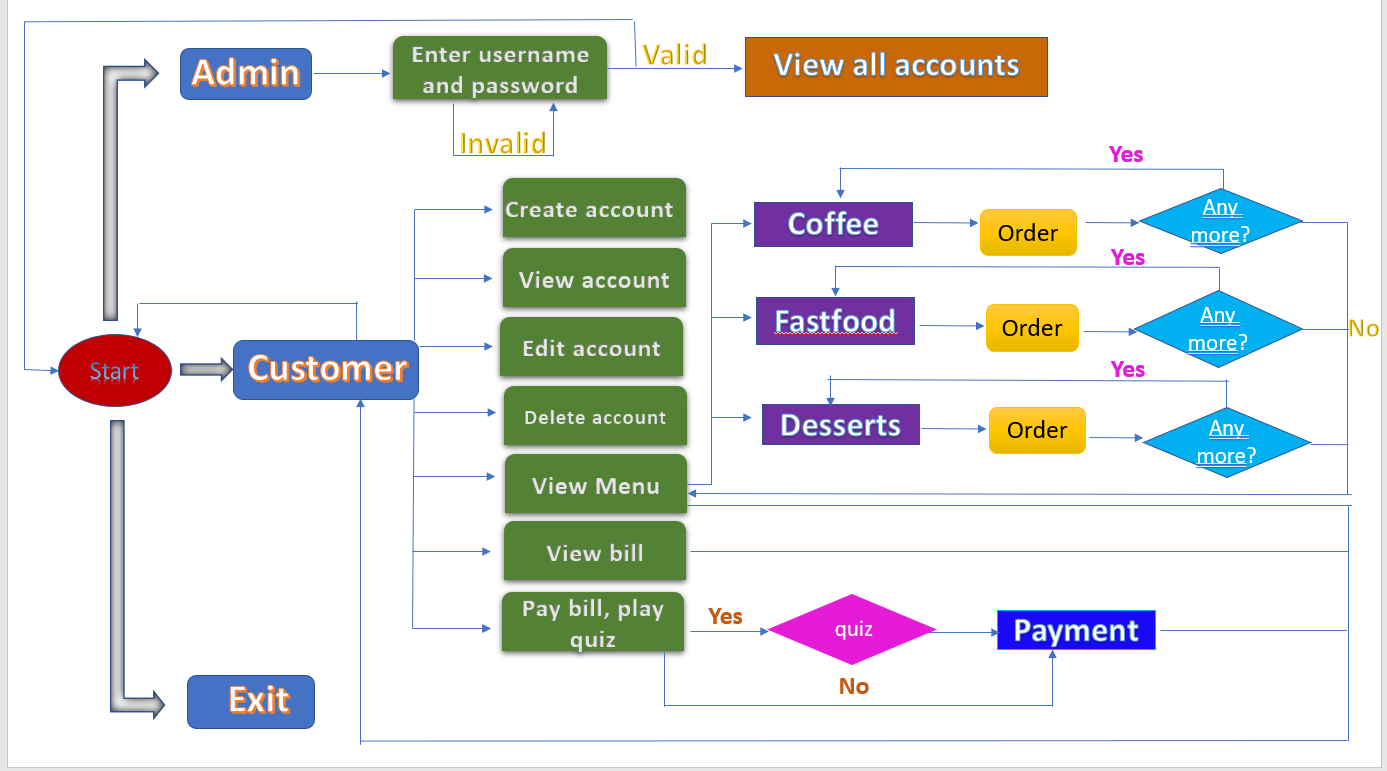 Admin
Enter username
and password
Valid
View all accounts
Invalid
Yes
Create account
Coffee
Order
Any
more?
View account
Yes
Fastfood
Order
Any
more?
No
Edit account
Start
Customer
Yes
Delete account
Desserts
Order
Any
more?
View Menu
View bill
Pay bill, play
quiz
Yes
quiz
Payment
No
Exit